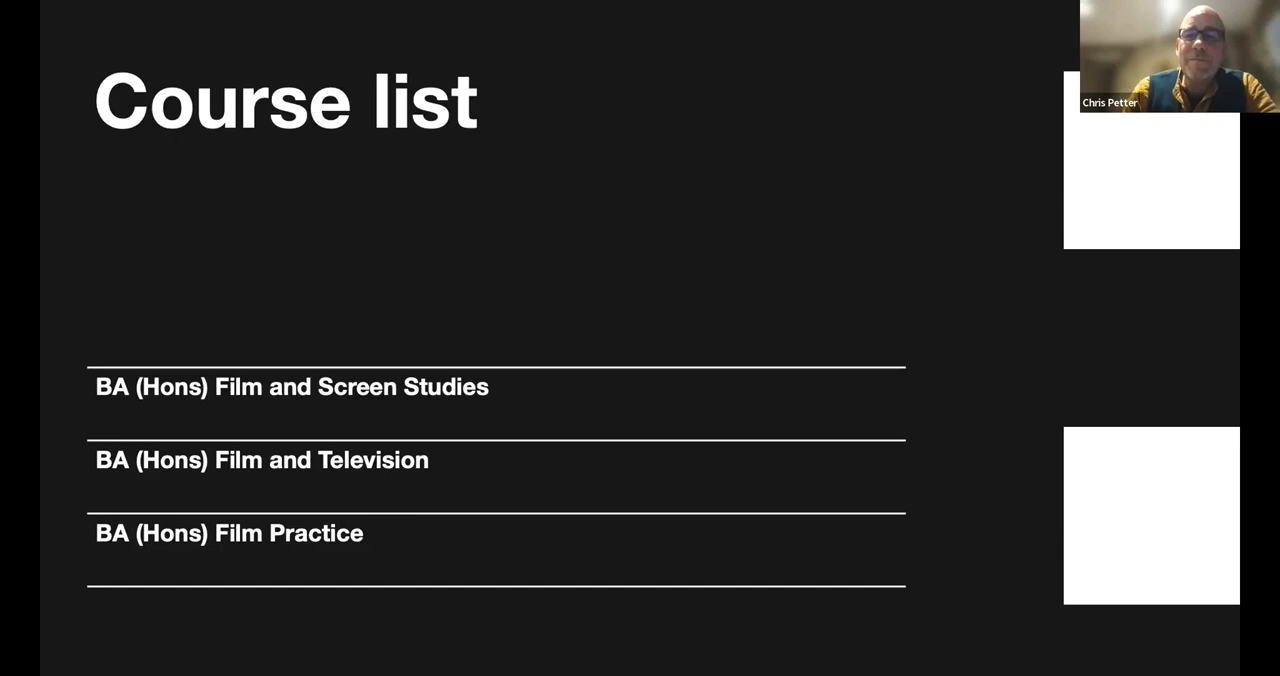 Course list
Chris Petter
BA (Hons) Film and Screen Studies
BA (Hons) Film and Television
BA (Hons) Film Practice